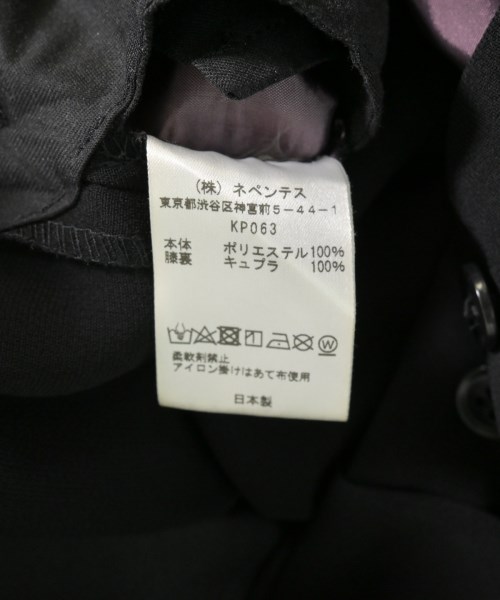 (株) ネペンテス
東京都渋谷区神宮前5-44-1
KP063
本体 ポリエステル100%
膝裏 キュプラ 100%
W
柔軟剤禁止
アイロン掛けはあて布使用
日本製